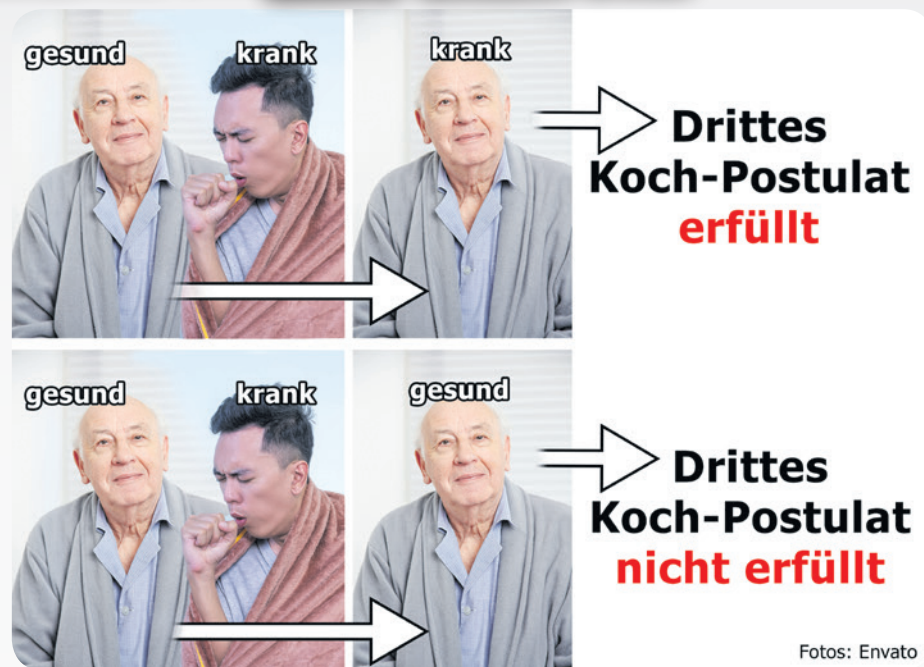 gesund krank krank
Drittes
Koch-Postulat
erfüllt
gesund krank gesund
Drittes
Koch-Postulat
nicht erfüllt
Fotos: Envato